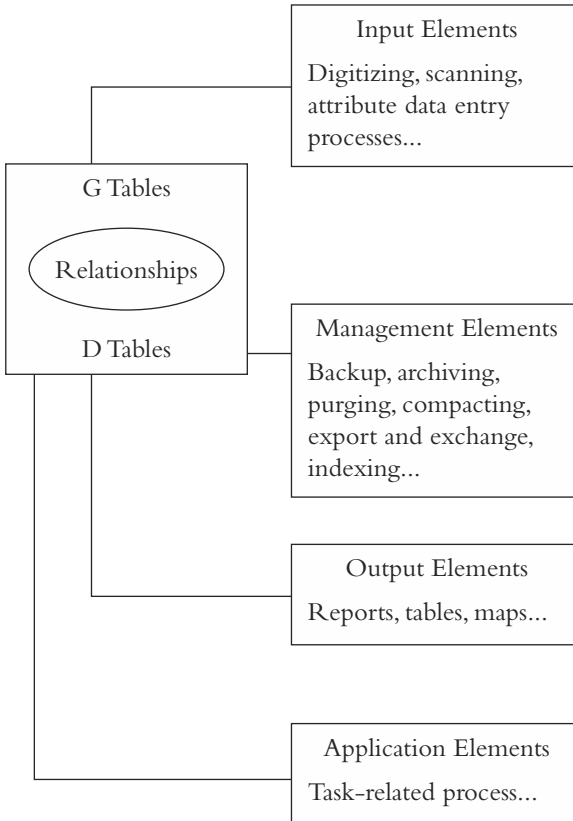 Input Elements
Digitizing, scanning,
attribute data entry
processes...
G Tables
Relationships
D Tables
Management Elements
Backup, archiving,
purging, compacting,
export and exchange,
indexing...
Output Elements
Reports, tables, maps...
Application Elements
Task-related process...